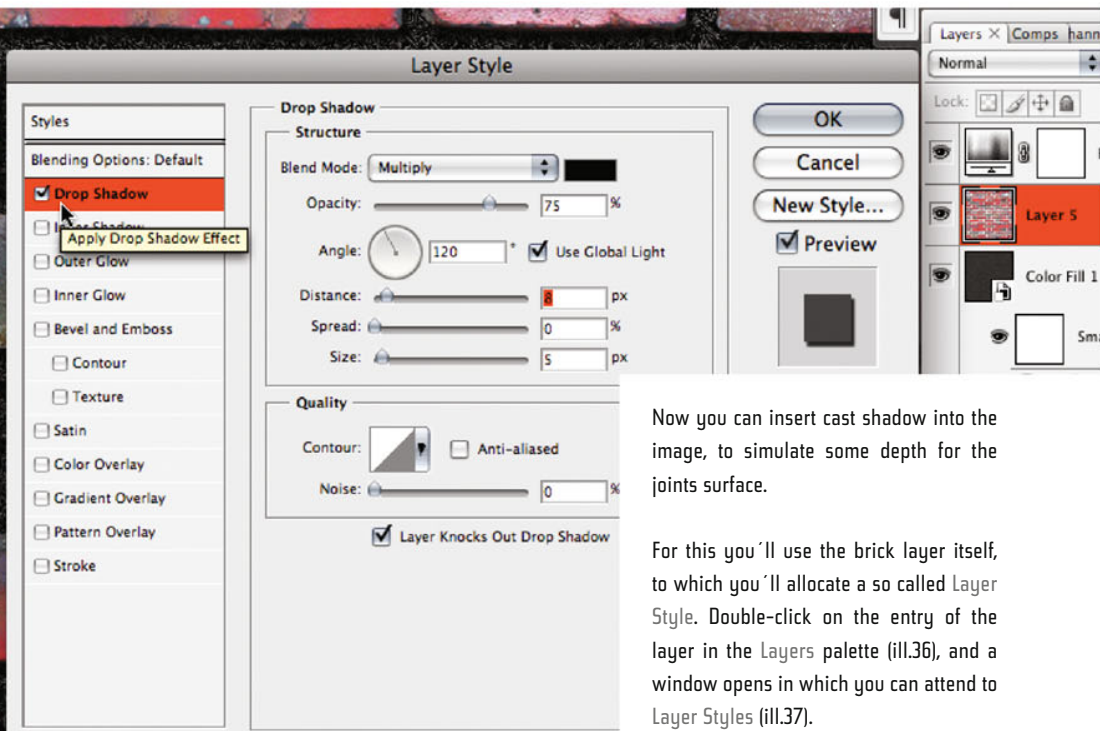 ¶
Layer Style
Styles
Blending Options: Default
Drop Shadow
Inner Shadow
Apply Drop Shadow Effect
Outer Glow
Inner Glow
Bevel and Emboss
Contour
Texture
Satin
Color Overlay
Gradient Overlay
Pattern Overlay
Stroke
Drop Shadow
Structure
Blend Mode: Multiply
Opacity: 75 %
Angle: 120 ° Use Global Light
Distance: 8 px
Spread: 0 %
Size: 5 px
Quality
Contour: Anti-aliased
Noise: 0 %
Layer Knocks Out Drop Shadow
OK
Cancel
New Style...
Preview
Layers × Comps hann
Normal
Lock:
Layer 5
Color Fill 1
Sma
Now you can insert cast shadow into the
image, to simulate some depth for the
joints surface.
For this you´ll use the brick layer itself,
to which you´ll allocate a so called Layer
Style. Double-click on the entry of the
layer in the Layers palette (ill.36), and a
window opens in which you can attend to
Layer Styles (ill.37).